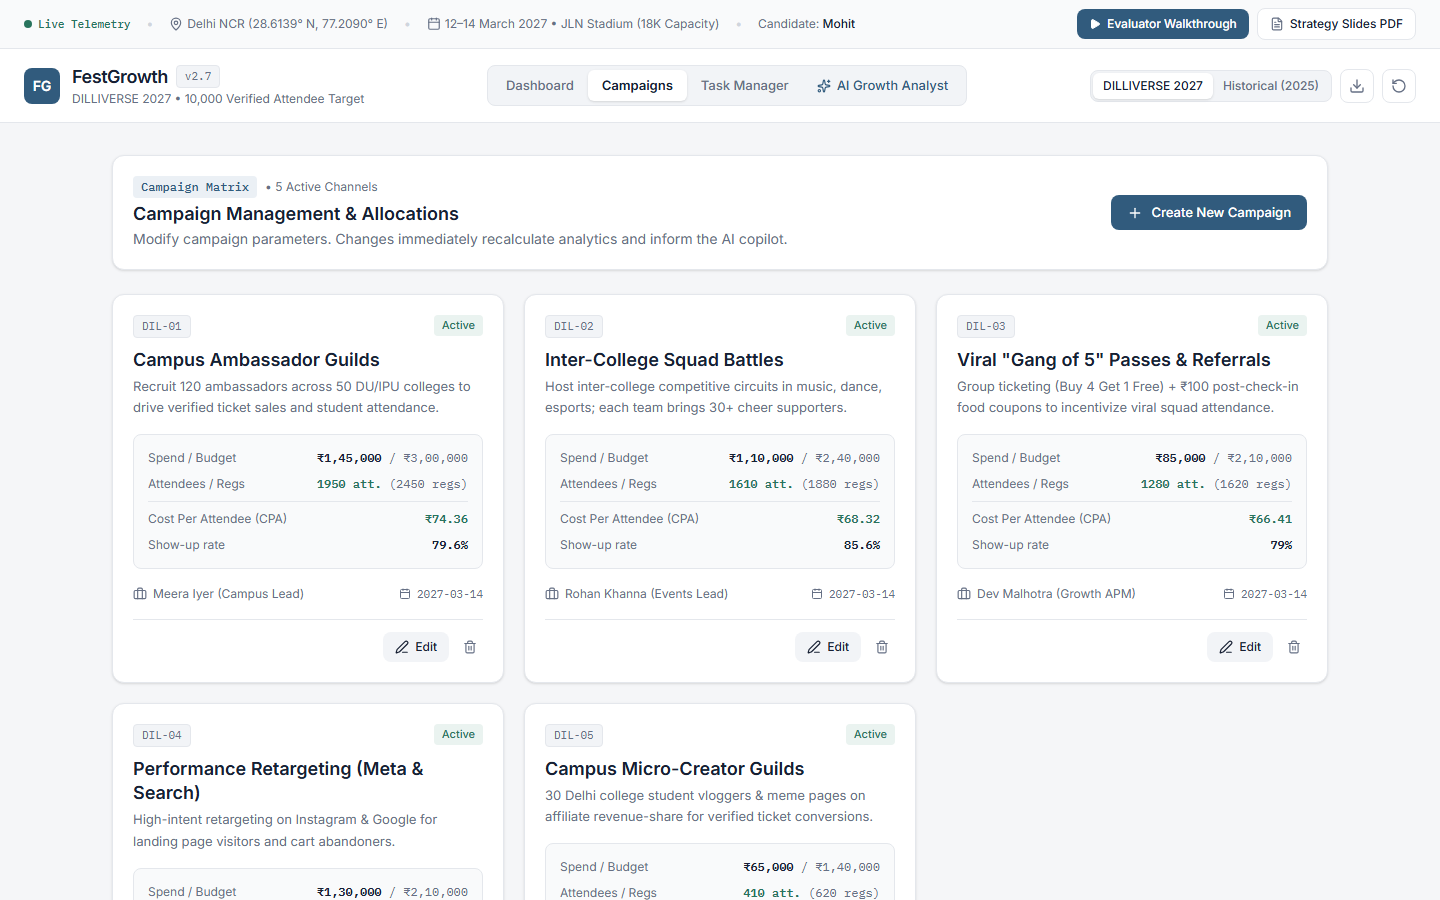 Live Telemetry • Delhi NCR (28.6139° N, 77.2090° E) • 12–14 March 2027 • JLN Stadium (18K Capacity) • Candidate: Mohit
Evaluator Walkthrough
Strategy Slides PDF
FG
FestGrowth v2.7
DILLIVERSE 2027 • 10,000 Verified Attendee Target
Dashboard
Campaigns
Task Manager
AI Growth Analyst
DILLIVERSE 2027
Historical (2025)
Campaign Matrix • 5 Active Channels
Campaign Management & Allocations
Modify campaign parameters. Changes immediately recalculate analytics and inform the AI copilot.
Create New Campaign
DIL-01 Active
Campus Ambassador Guilds
Recruit 120 ambassadors across 50 DU/IPU colleges to
drive verified ticket sales and student attendance.
Spend / Budget ₹1,45,000 / ₹3,00,000
Attendees / Regs 1950 att. (2450 regs)
Cost Per Attendee (CPA) ₹74.36
Show-up rate 79.6%
Meera Iyer (Campus Lead) 2027-03-14
Edit
DIL-02 Active
Inter-College Squad Battles
Host inter-college competitive circuits in music, dance,
esports; each team brings 30+ cheer supporters.
Spend / Budget ₹1,10,000 / ₹2,40,000
Attendees / Regs 1610 att. (1880 regs)
Cost Per Attendee (CPA) ₹68.32
Show-up rate 85.6%
Rohan Khanna (Events Lead) 2027-03-14
Edit
DIL-03 Active
Viral "Gang of 5" Passes & Referrals
Group ticketing (Buy 4 Get 1 Free) + ₹100 post-check-in
food coupons to incentivize viral squad attendance.
Spend / Budget ₹85,000 / ₹2,10,000
Attendees / Regs 1280 att. (1620 regs)
Cost Per Attendee (CPA) ₹66.41
Show-up rate 79%
Dev Malhotra (Growth APM) 2027-03-14
Edit
DIL-04 Active
Performance Retargeting (Meta &
Search)
High-intent retargeting on Instagram & Google for
landing page visitors and cart abandoners.
Spend / Budget ₹1,30,000 / ₹2,10,000
DIL-05 Active
Campus Micro-Creator Guilds
30 Delhi college student vloggers & meme pages on
affiliate revenue-share for verified ticket conversions.
Spend / Budget ₹65,000 / ₹1,40,000
Attendees / Regs 410 att. (620 regs)